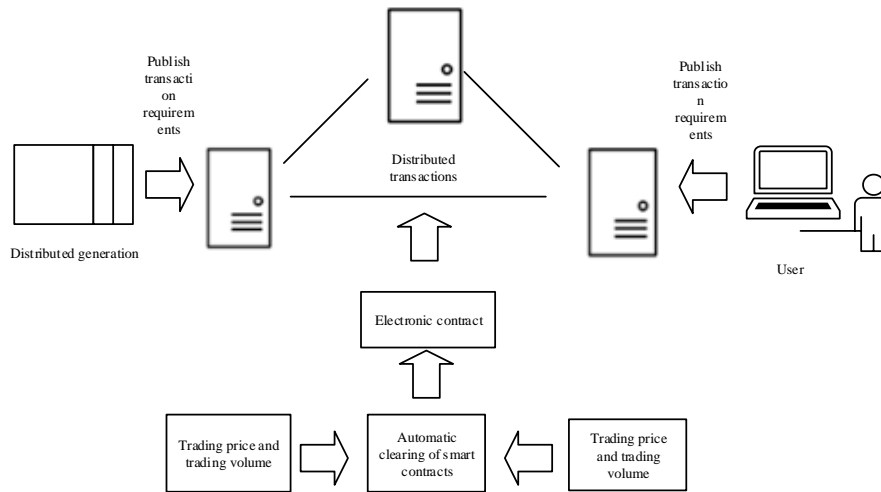 Publish
transacti
on
requirem
ents
Publish
transactio
n
requirem
ents
Distributed
transactions
Distributed generation
User
Electronic contract
Trading price and
trading volume
Automatic
clearing of smart
contracts
Trading price
and trading
volume